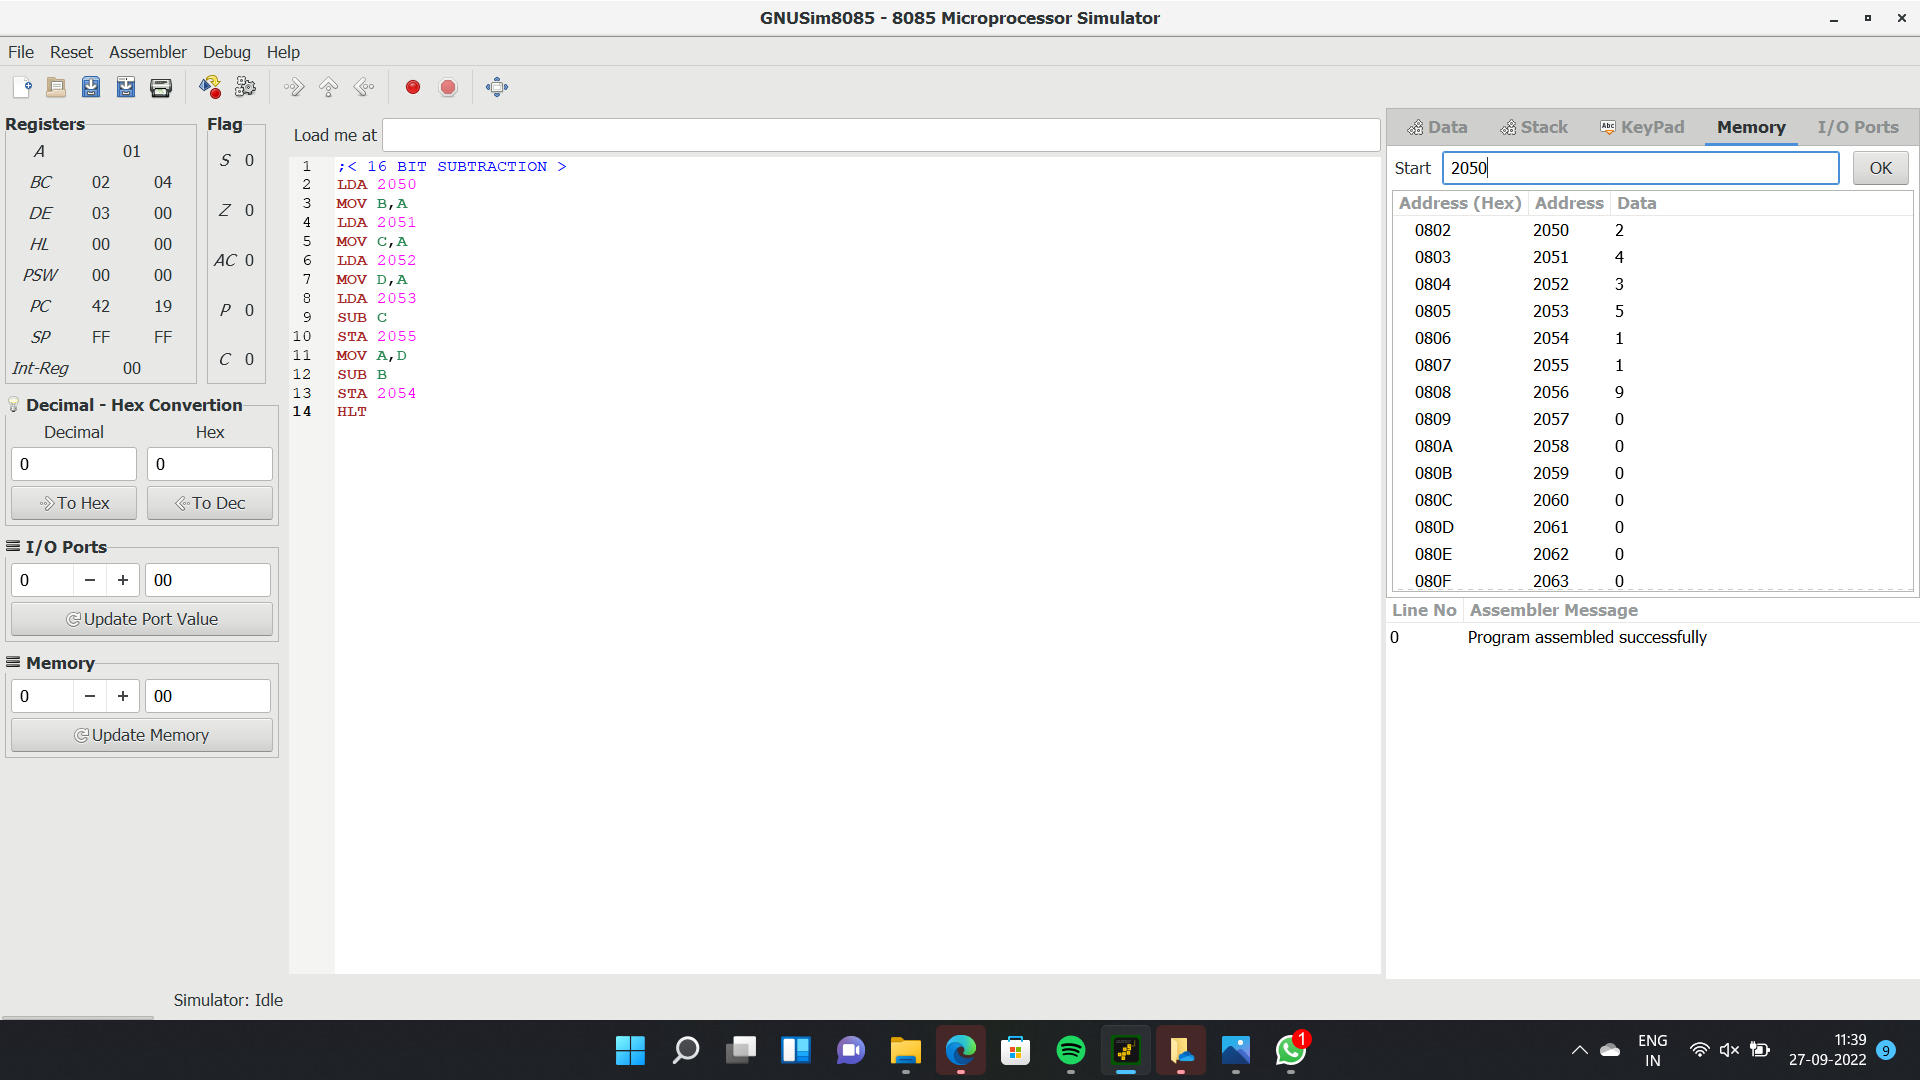 GNUSim8085 - 8085 Microprocessor Simulator
File Reset Assembler Debug Help
Registers
A 01
BC 02 04
DE 03 00
HL 00 00
PSW 00 00
PC 42 19
SP FF FF
Int-Reg 00
Flag
S 0
Z 0
AC 0
P 0
C 0
Decimal - Hex Convertion
Decimal Hex
0 0
To Hex To Dec
I/O Ports
0 − + 00
Update Port Value
Memory
0 − + 00
Update Memory
Load me at
1 ;< 16 BIT SUBTRACTION >
2 LDA 2050
3 MOV B,A
4 LDA 2051
5 MOV C,A
6 LDA 2052
7 MOV D,A
8 LDA 2053
9 SUB C
10 STA 2055
11 MOV A,D
12 SUB B
13 STA 2054
14 HLT
Data Stack Abc KeyPad Memory I/O Ports
Start 2050 OK
Address (Hex) Address Data
0802 2050 2
0803 2051 4
0804 2052 3
0805 2053 5
0806 2054 1
0807 2055 1
0808 2056 9
0809 2057 0
080A 2058 0
080B 2059 0
080C 2060 0
080D 2061 0
080E 2062 0
080F 2063 0
Line No Assembler Message
0 Program assembled successfully
Simulator: Idle
1
ENG
IN
11:39
27-09-2022
9